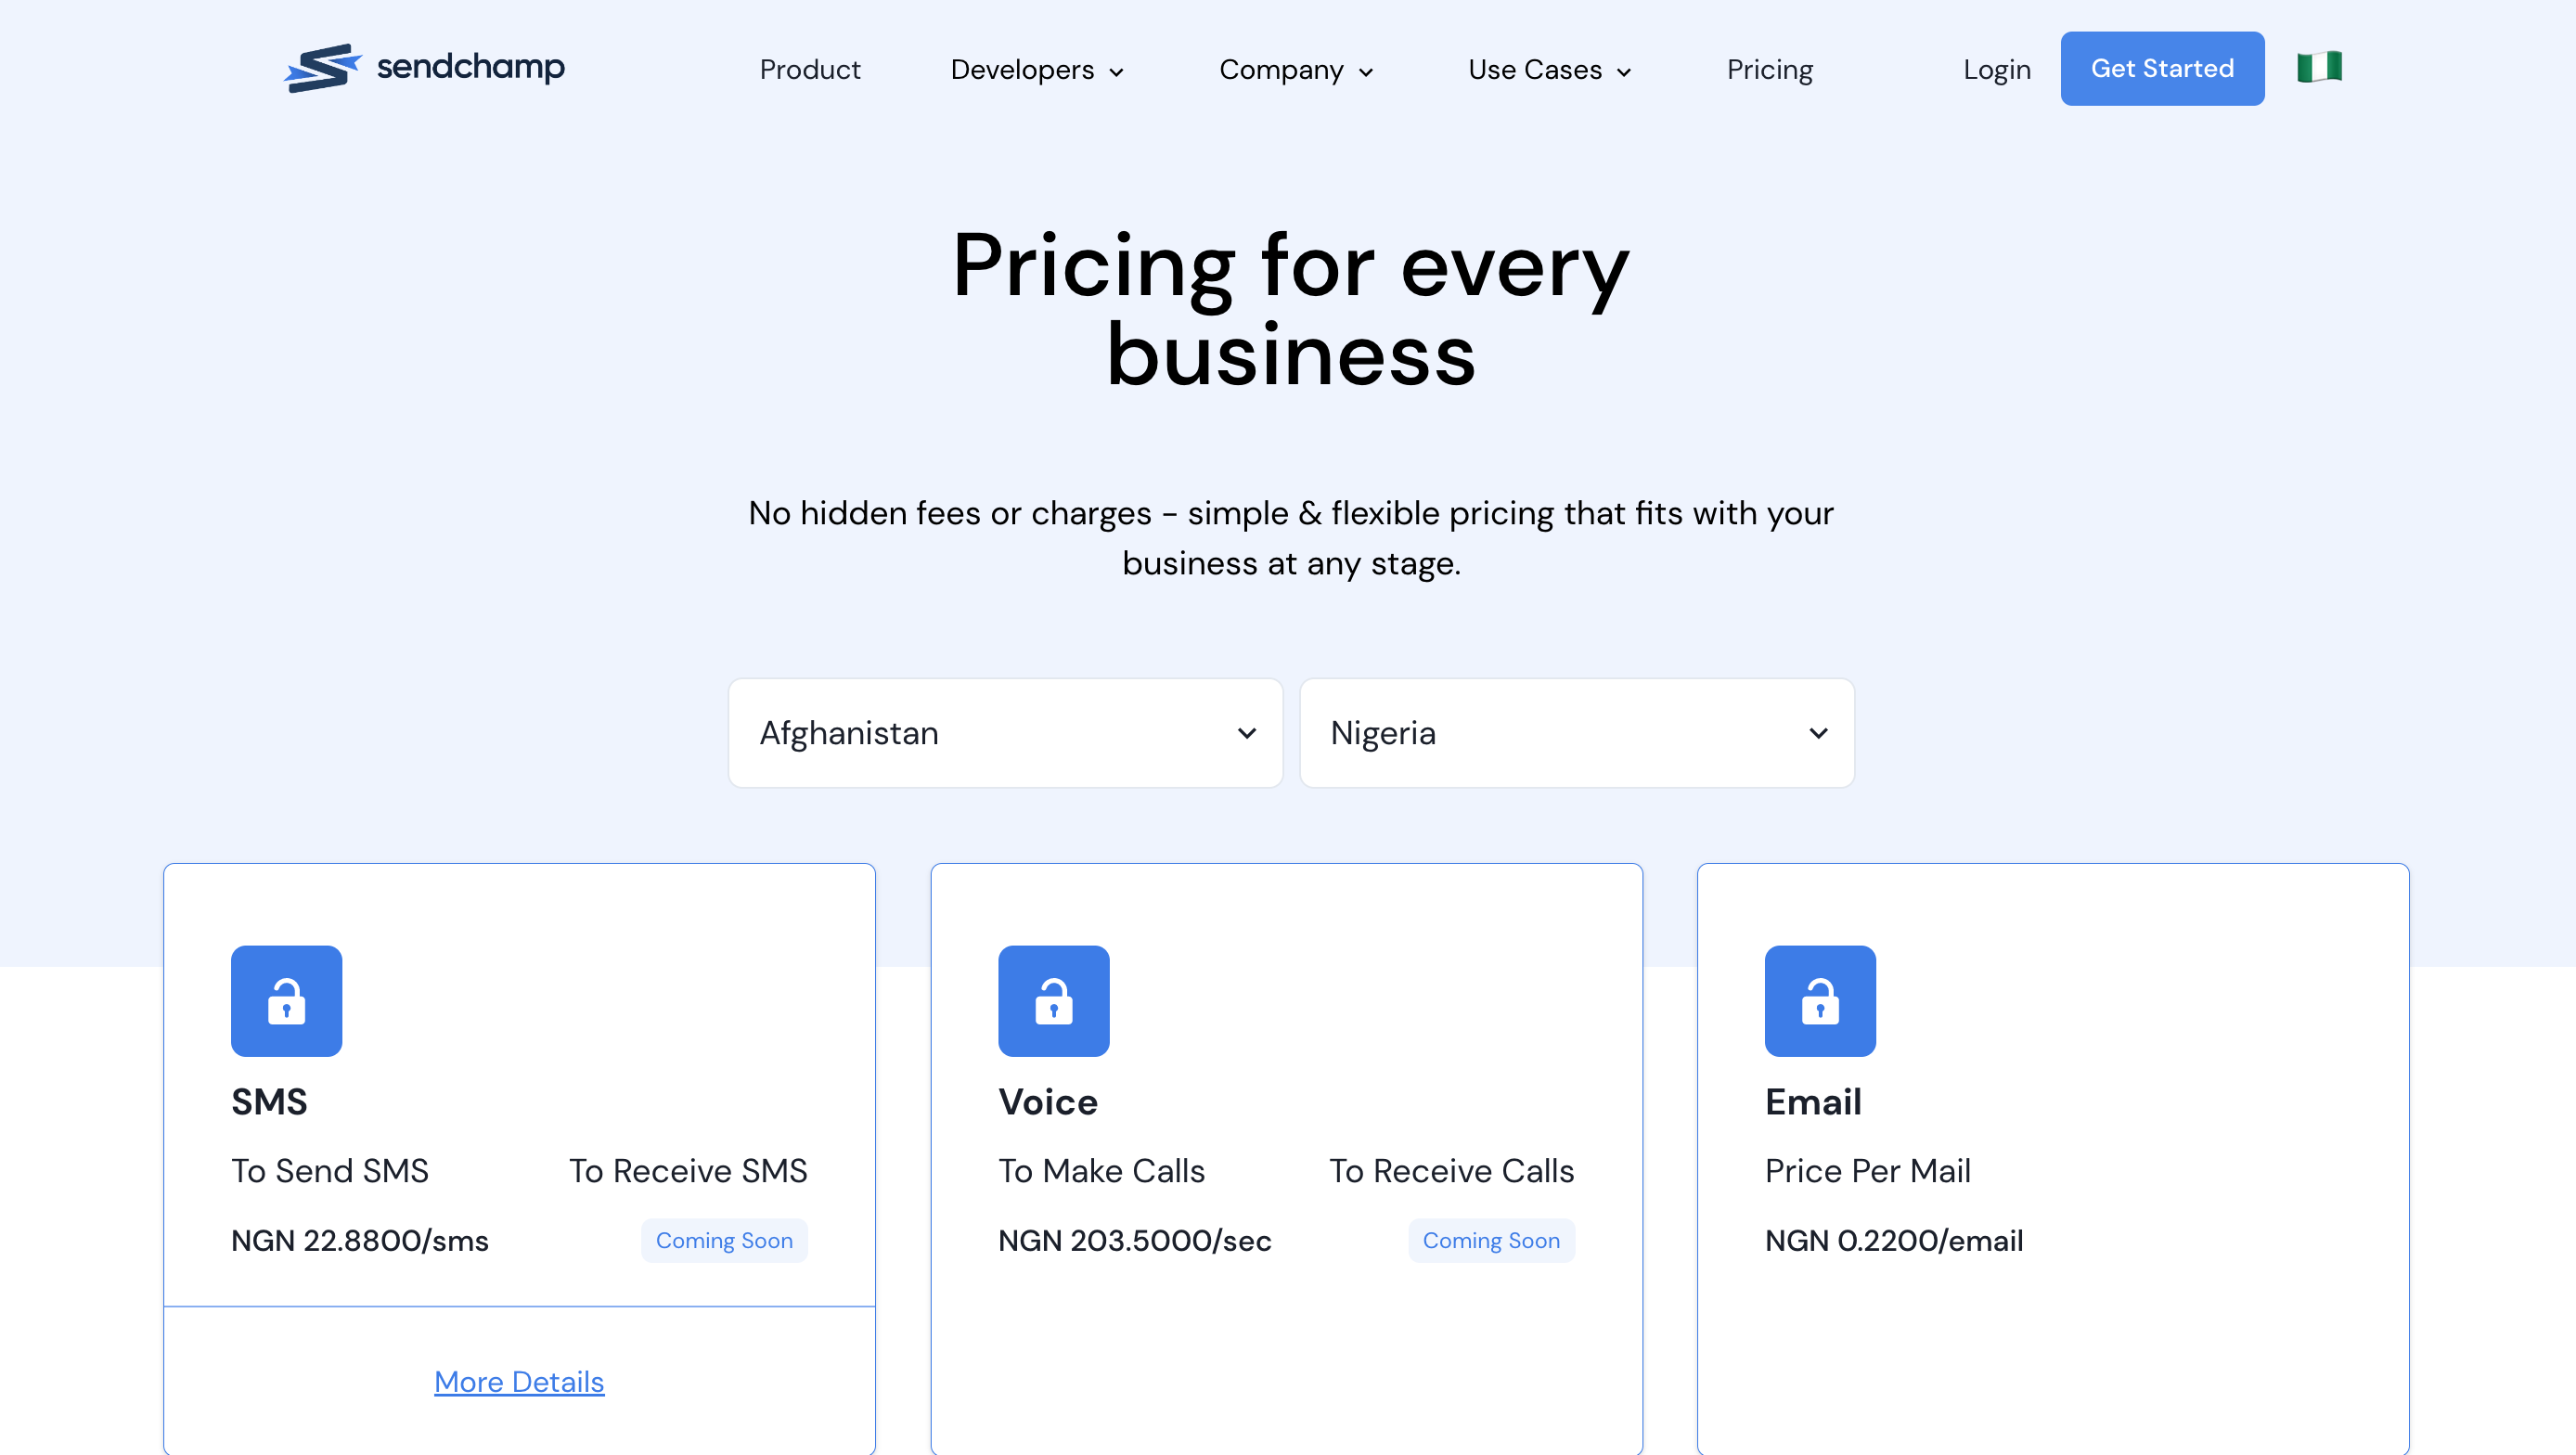 sendchamp
Product
Developers
Company
Use Cases
Pricing
Login
Get Started
Pricing for every
business
No hidden fees or charges - simple & flexible pricing that fits with your
business at any stage.
Afghanistan
Nigeria
SMS
To Send SMS
To Receive SMS
NGN 22.8800/sms
Coming Soon
More Details
Voice
To Make Calls
To Receive Calls
NGN 203.5000/sec
Coming Soon
Email
Price Per Mail
NGN 0.2200/email